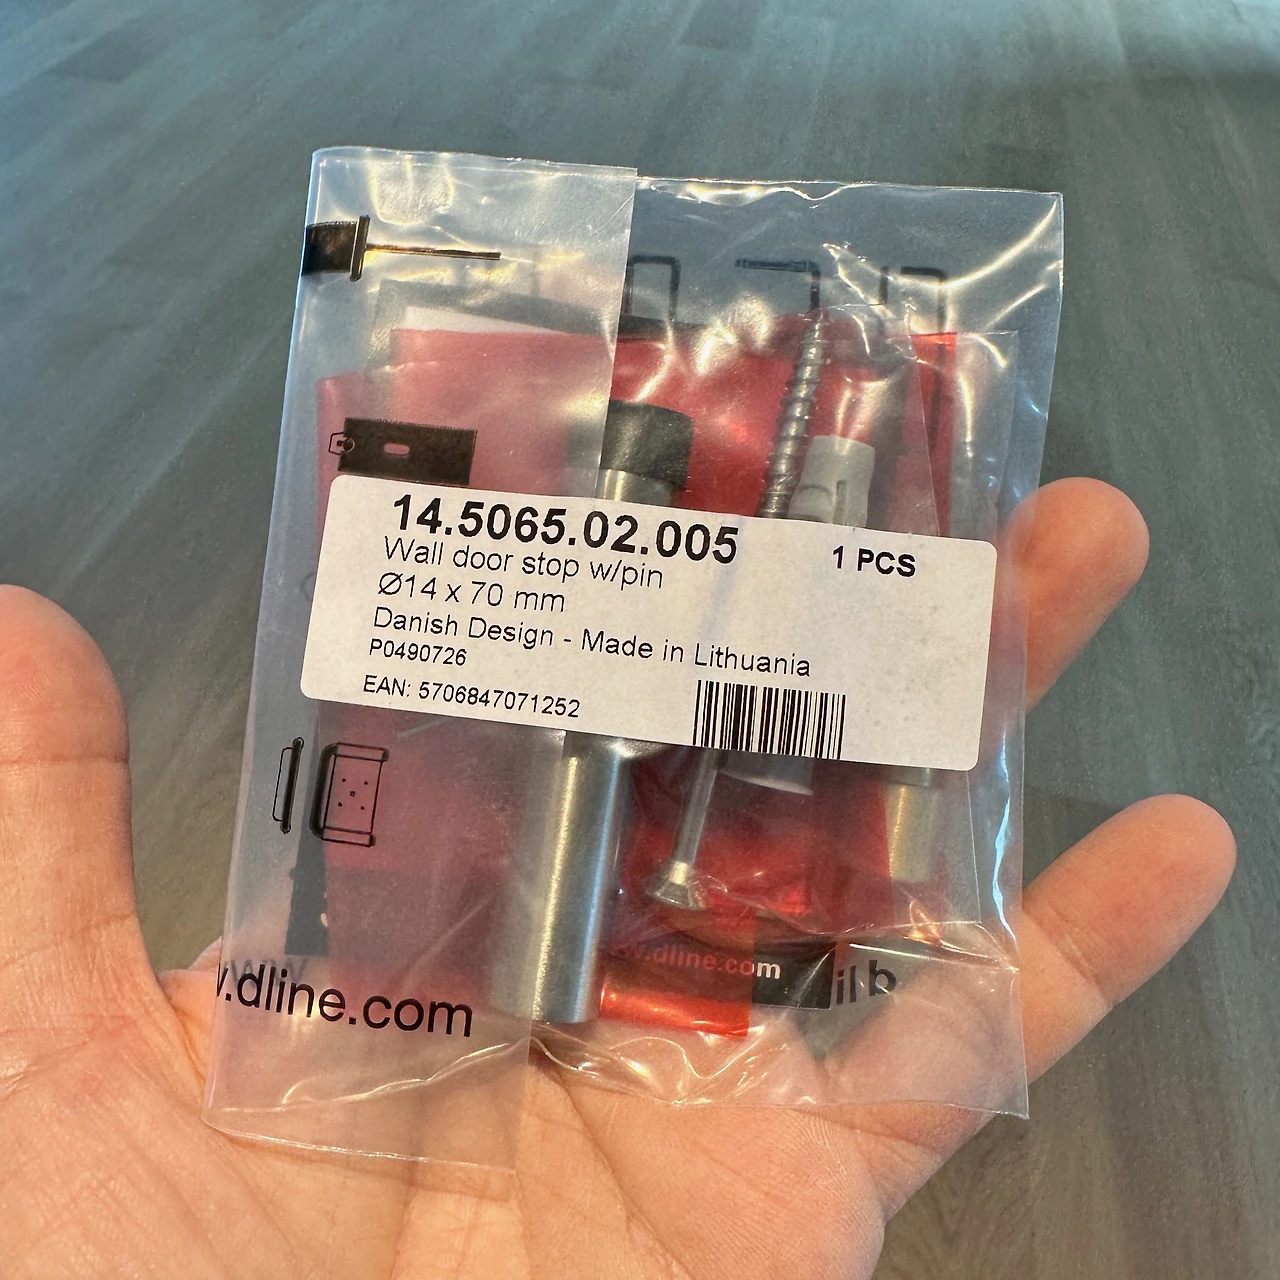 14.5065.02.005
1 PCS
Wall door stop w/pin
Ø14 x 70 mm
Danish Design - Made in Lithuania
P0490726
EAN: 5706847071252
.dline.com
.dline.com